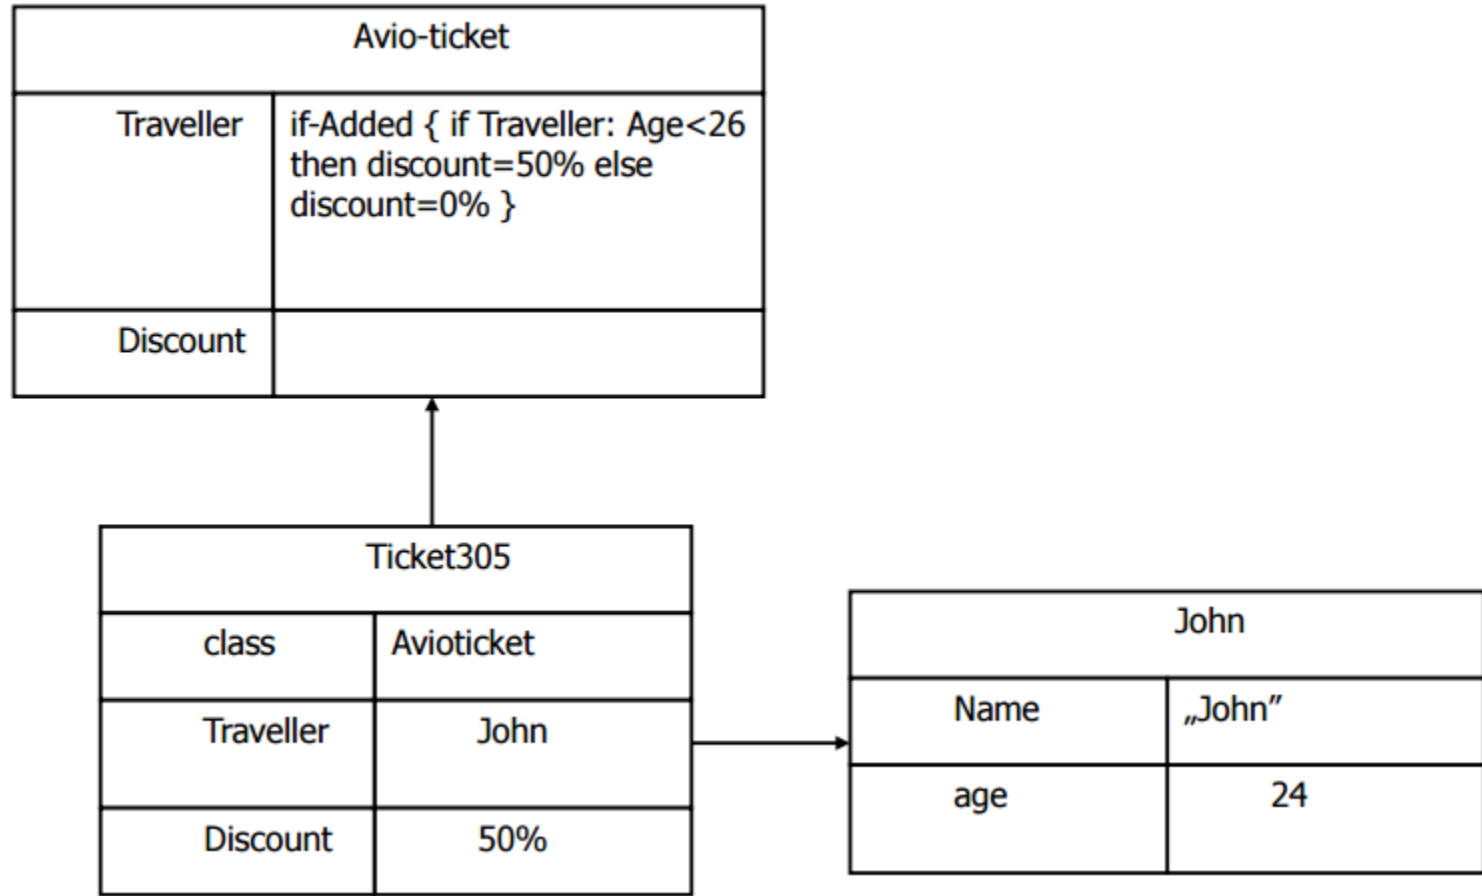 Avio-ticket
Traveller
if-Added { if Traveller: Age<26
then discount=50% else
discount=0% }
Discount
Ticket305
class
Avioticket
Traveller
John
Discount
50%
John
Name
„John”
age
24